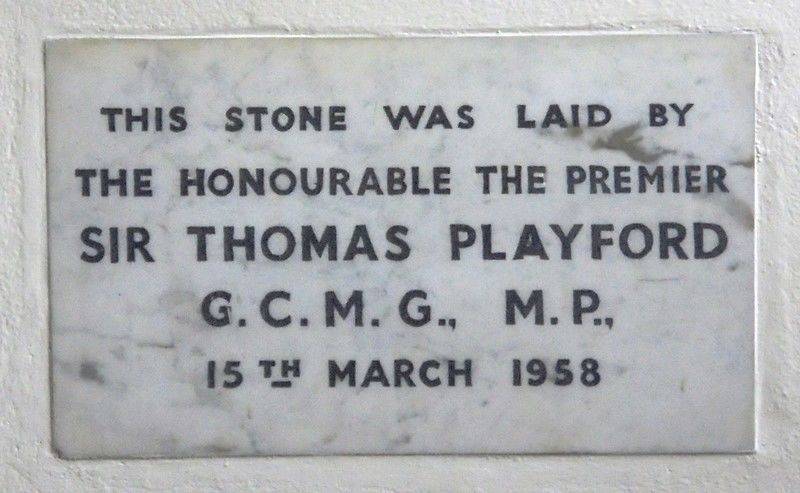 THIS STONE WAS LAID BY
THE HONOURABLE THE PREMIER
SIR THOMAS PLAYFORD
G.C.M.G., M.P.,
15TH MARCH 1958